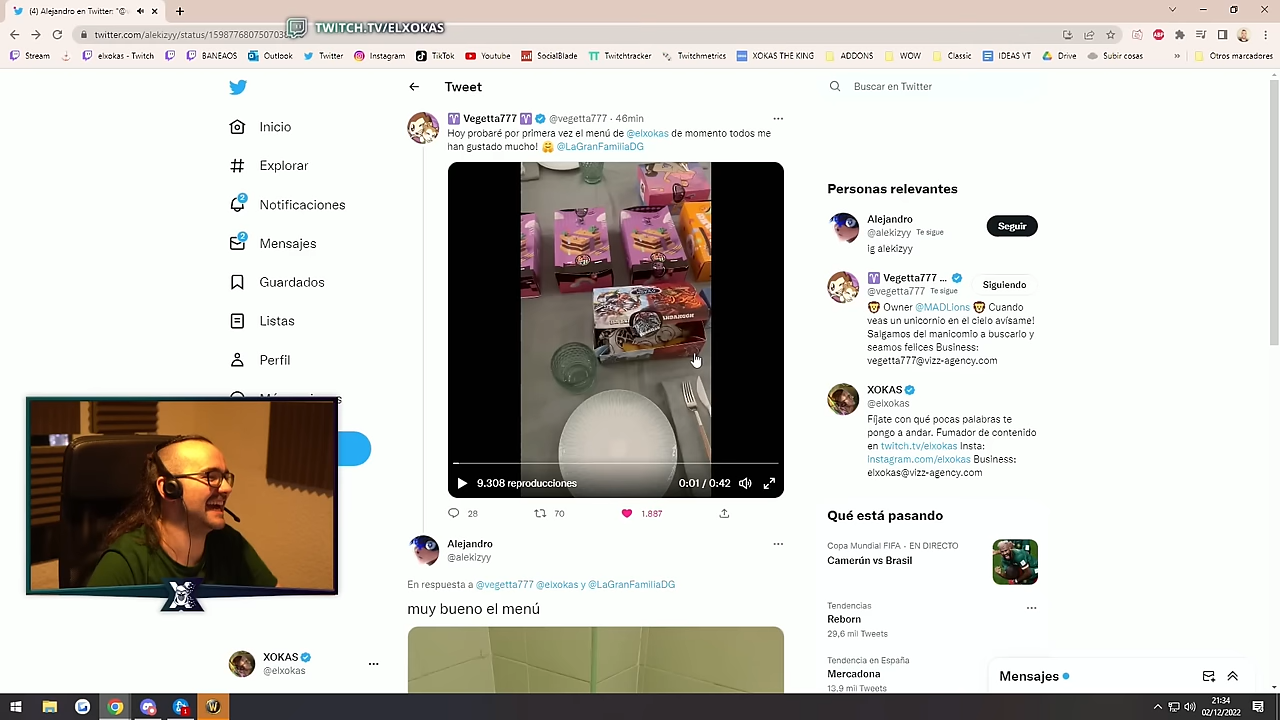 (4) Alejandro en Twitter: "@
TWITCH.TV/ELXOKAS
twitter.com/alekizyy/status/15987768075070
Stream
elxokas - Twitch
BANEAOS
Outlook
Twitter
Instagram
TikTok
Youtube
SocialBlade
Twitchtracker
Twitchmetrics
XOKAS THE KING
ADDONS
WOW
Classic
IDEAS YT
Drive
Subir cosas
Otros marcadores
Inicio
Explorar
2
Notificaciones
2
Mensajes
Guardados
Listas
Perfil
XOKAS
@elxokas
Tweet
Vegetta777 @vegetta777 · 46min
Hoy probaré por primera vez el menú de @elxokas de momento todos me
han gustado mucho! @LaGranFamiliaDG
9.308 reproducciones
0:01 / 0:42
28
70
1.887
Alejandro
@alekizyy
En respuesta a @vegetta777 @elxokas y @LaGranFamiliaDG
muy bueno el menú
Buscar en Twitter
Personas relevantes
Alejandro
@alekizyy Te sigue
Seguir
ig alekizyy
Vegetta777 ...
@vegetta777 Te sigue
Siguiendo
Owner @MADLions Cuando
veas un unicornio en el cielo avísame!
Salgamos del manicomio a buscarlo y
seamos felices Business:
vegetta777@vizz-agency.com
XOKAS
@elxokas
Fíjate con qué pocas palabras te
pongo a andar. Fumador de contenido
en twitch.tv/elxokas Insta:
instagram.com/elxokas Business:
elxokas@vizz-agency.com
Qué está pasando
Copa Mundial FIFA · EN DIRECTO
Camerún vs Brasil
Tendencias
Reborn
29,6 mil Tweets
Tendencia en España
Mercadona
13,9 mil Tweets
Mensajes
21:34
02/12/2022